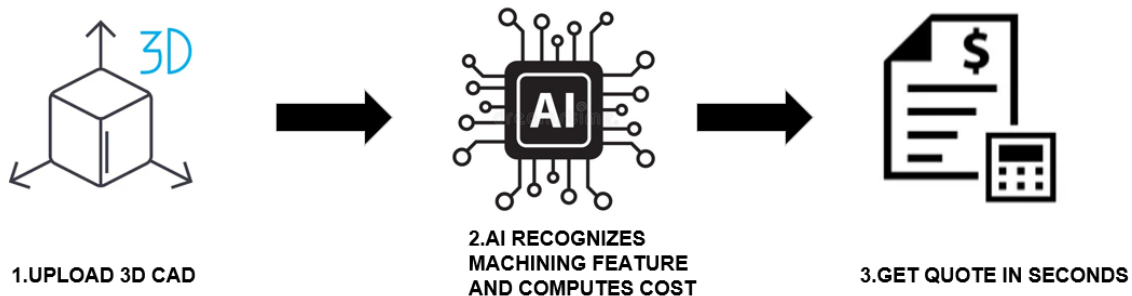 3D
AI
$
1.UPLOAD 3D CAD
2.AI RECOGNIZES
MACHINING FEATURE
AND COMPUTES COST
3.GET QUOTE IN SECONDS